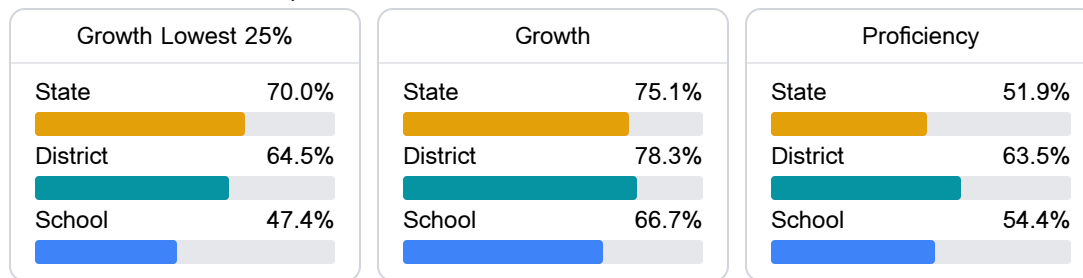 Growth Lowest 25%
State 70.0%
District 64.5%
School 47.4%
Growth
State 75.1%
District 78.3%
School 66.7%
Proficiency
State 51.9%
District 63.5%
School 54.4%